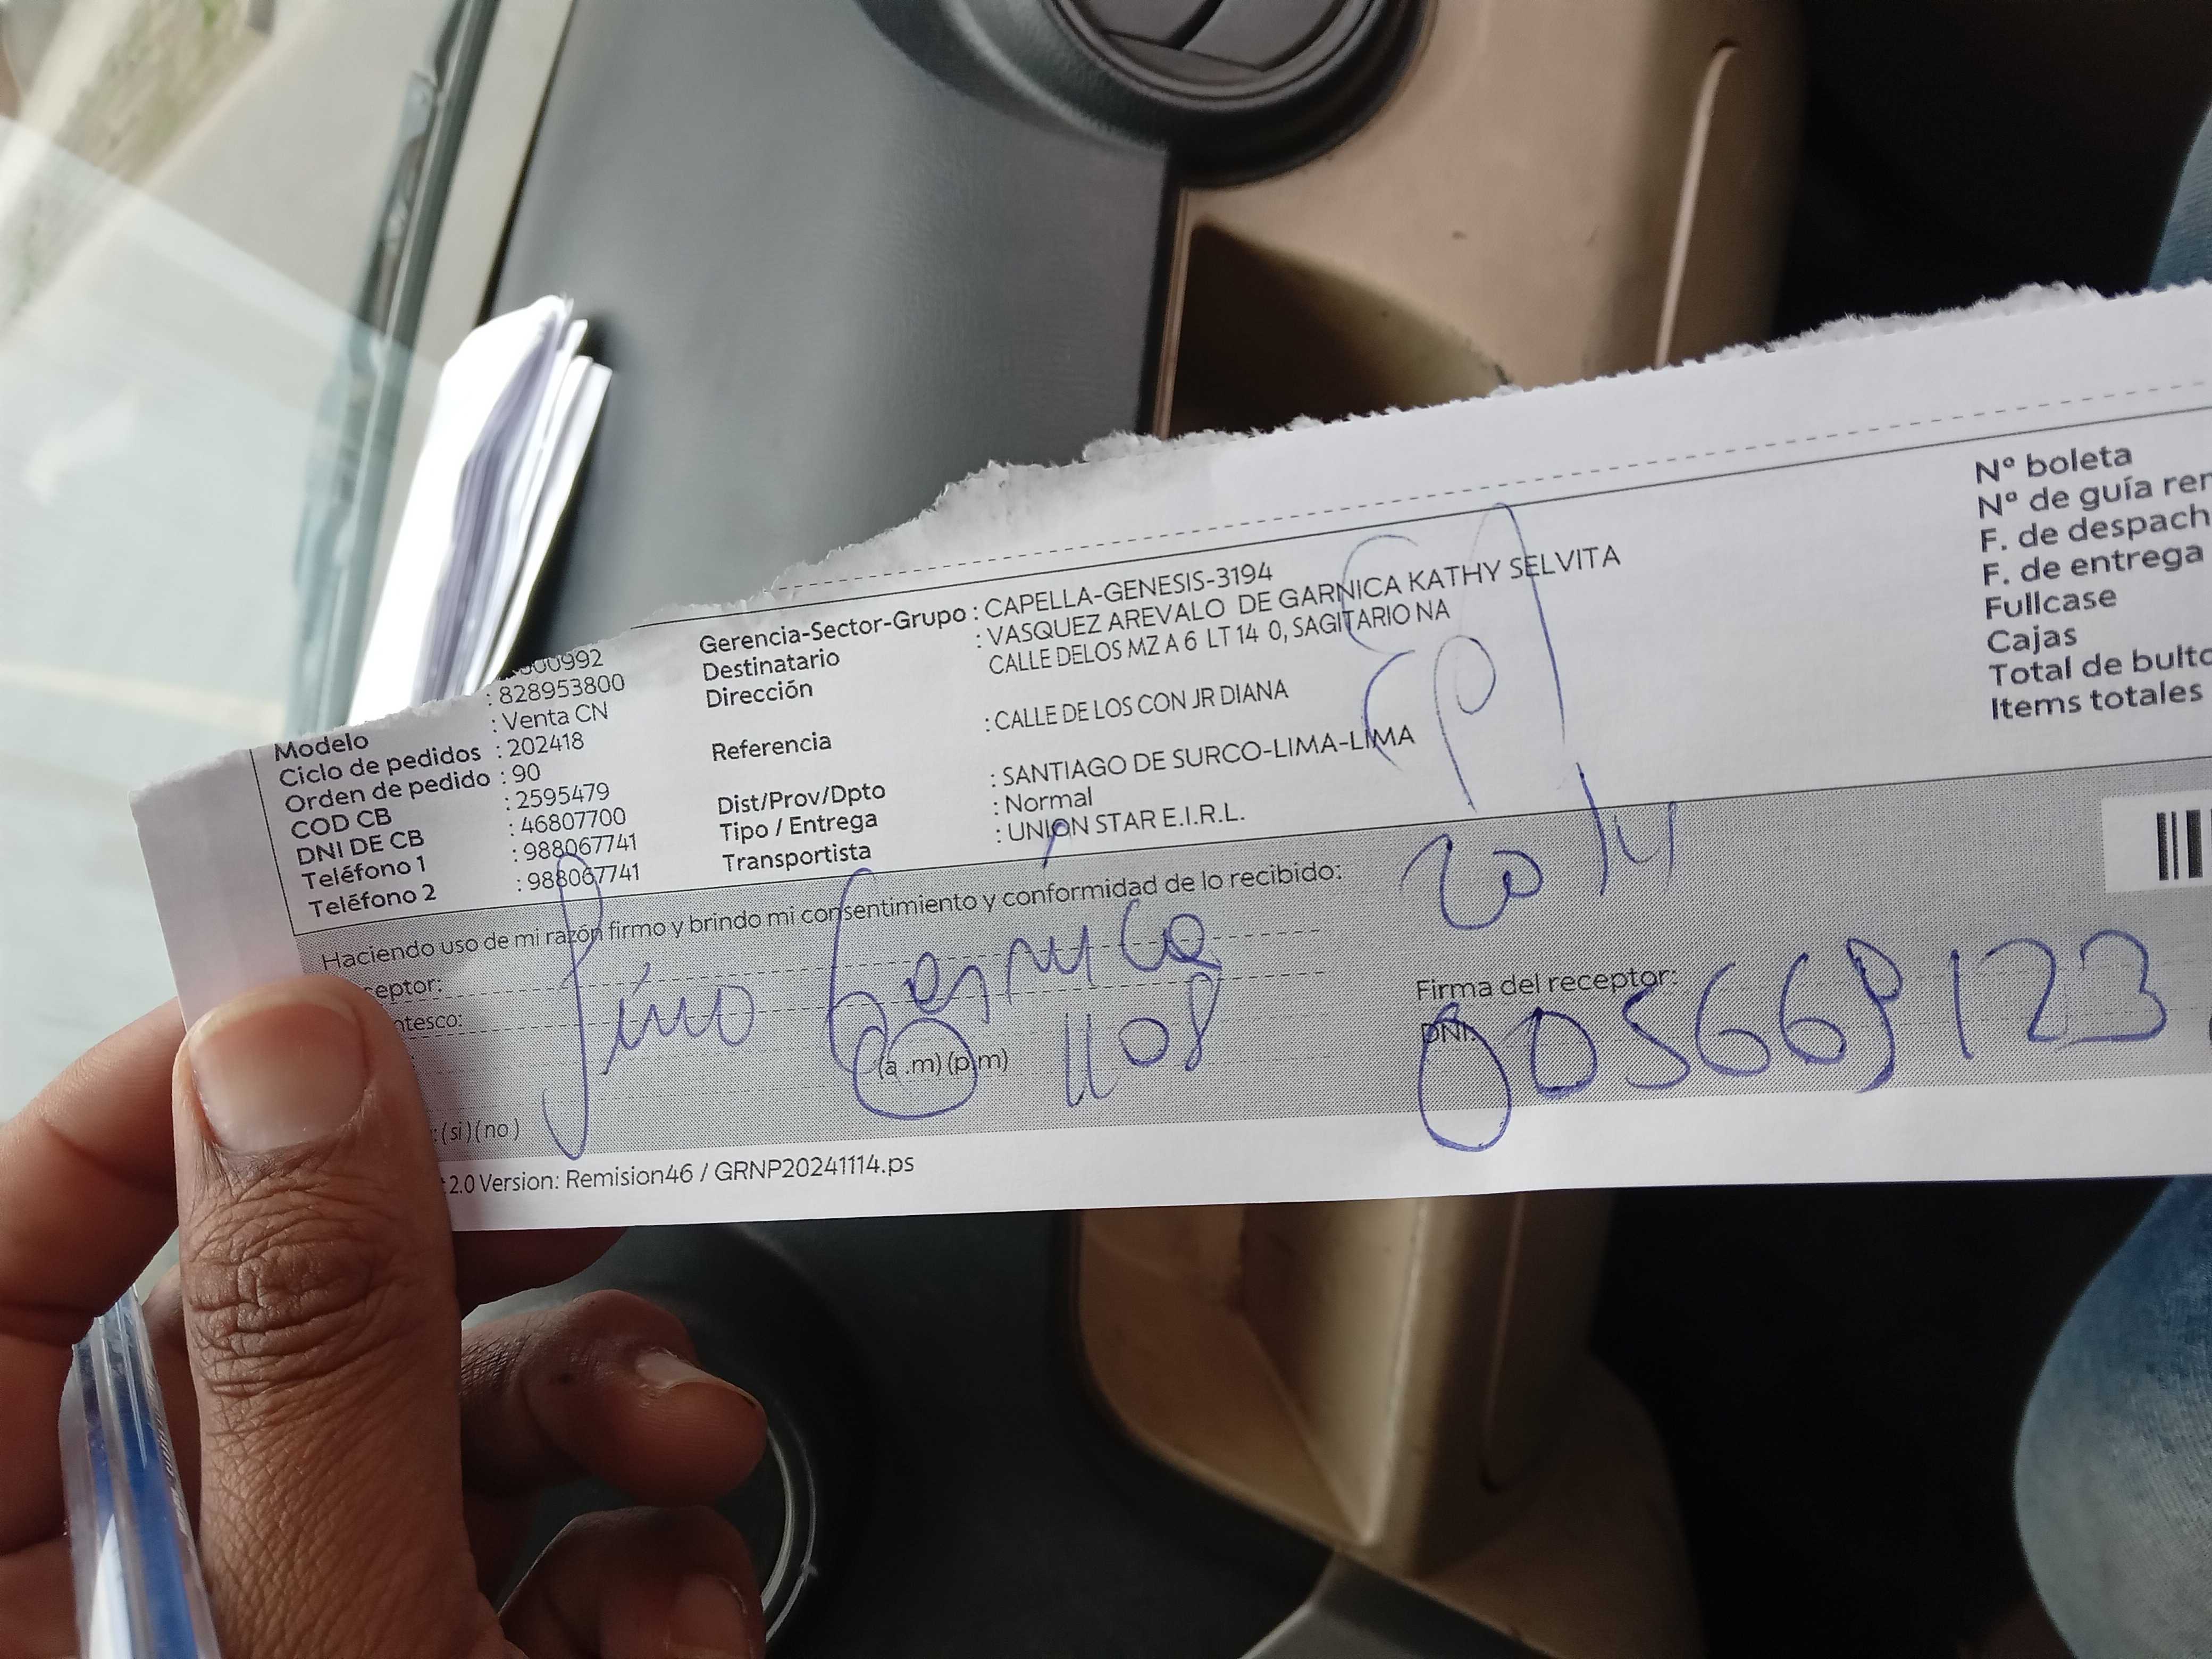 Gerencia-Sector-Grupo : CAPELLA-GENESIS-3194
Destinatario : VASQUEZ AREVALO DE GARNICA KATHY SELVITA
Dirección CALLE DELOS MZ A 6 LT 14 0, SAGITARIO NA
Referencia : CALLE DE LOS CON JR DIANA
Dist/Prov/Dpto : SANTIAGO DE SURCO-LIMA-LIMA
Tipo / Entrega : Normal
Transportista : UNION STAR E.I.R.L.
00992
: 828953800
Modelo : Venta CN
Ciclo de pedidos : 202418
Orden de pedido : 90
COD CB : 2595479
DNI DE CB : 46807700
Teléfono 1 : 988067741
Teléfono 2 : 988067741
Nº boleta
Nº de guía rem
F. de despach
F. de entrega
Fullcase
Cajas
Total de bulto
Items totales
Haciendo uso de mi razón firmo y brindo mi consentimiento y conformidad de lo recibido:
ceptor:
ntesco:
Pino Garnica
(a .m) (p.m) 1108
: ( si ) ( no )
Firma del receptor:
DNI:
2.0 Version: Remision46 / GRNP20241114.ps